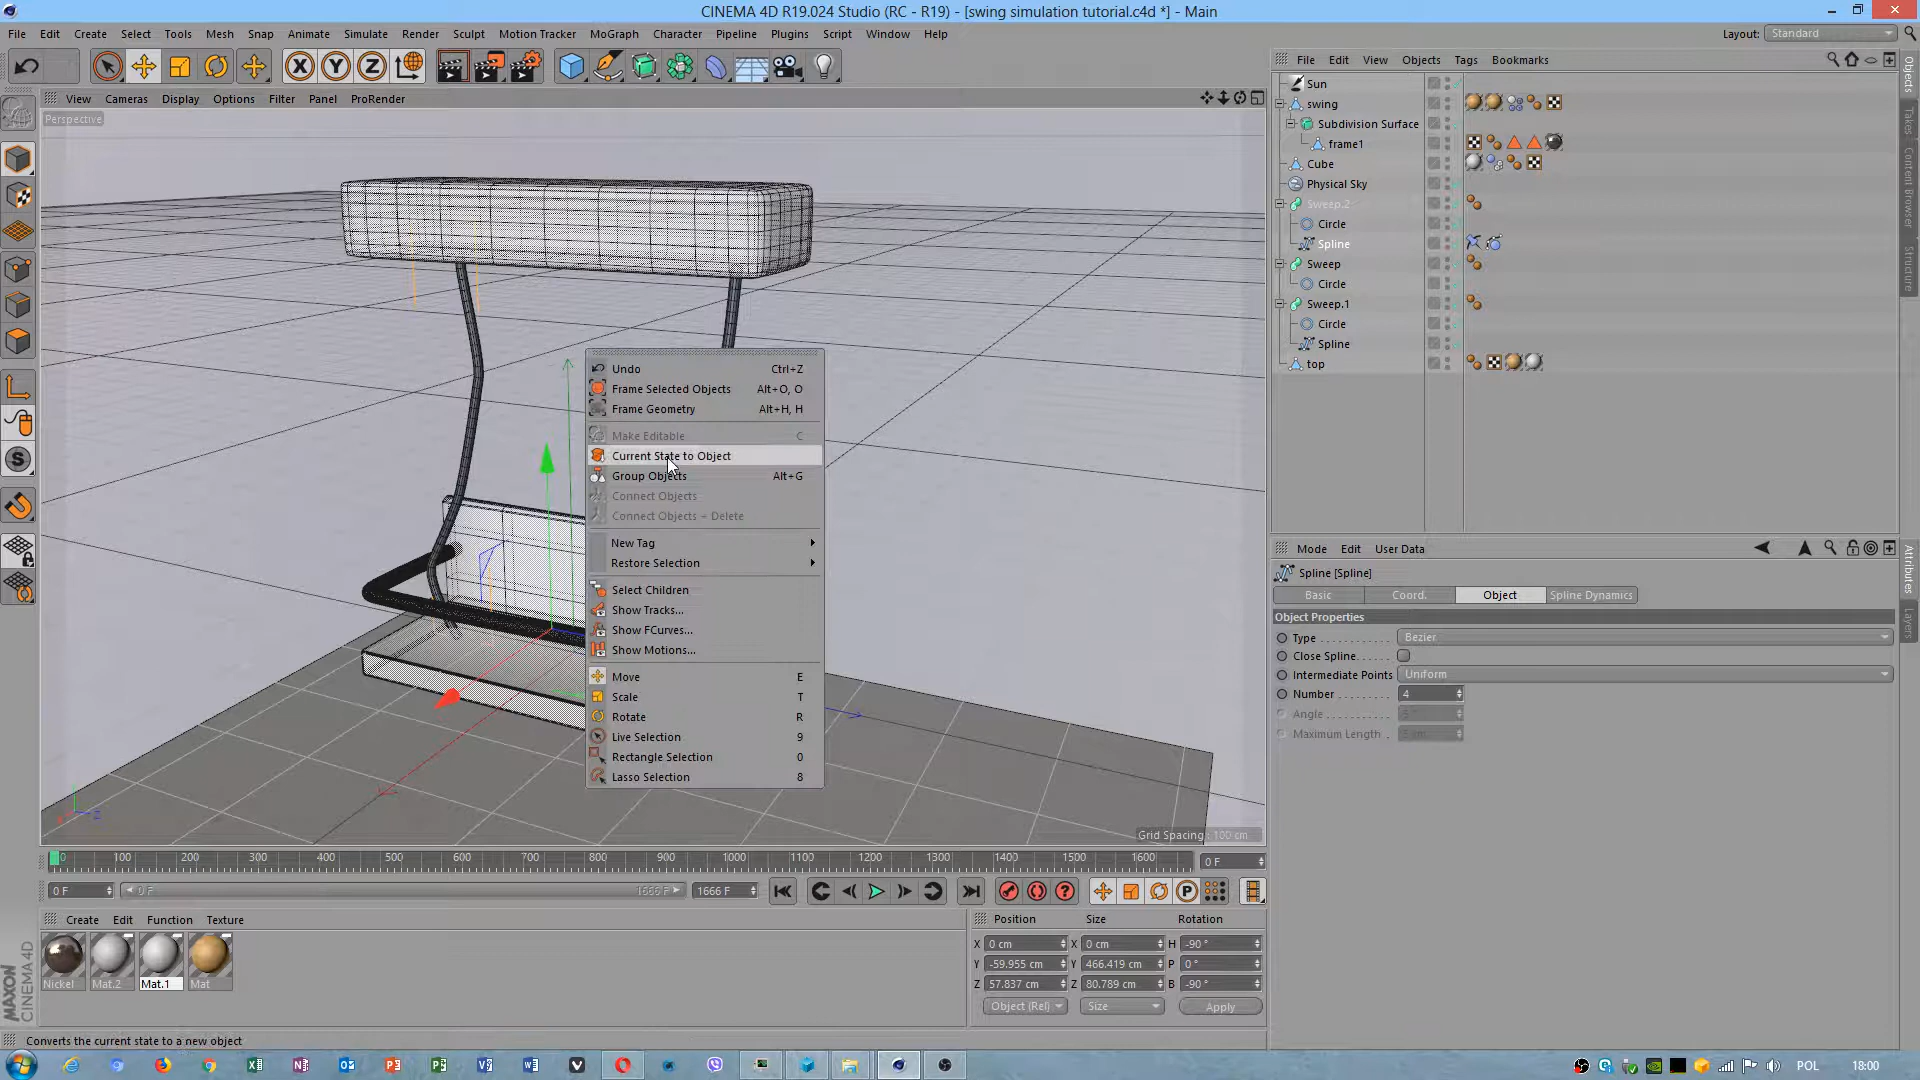 CINEMA 4D R19.024 Studio (RC - R19) - [swing simulation tutorial.c4d *] - Main
File Edit Create Select Tools Mesh Snap Animate Simulate Render Sculpt Motion Tracker MoGraph Character Pipeline Plugins Script Window Help
Layout: Standard
X Y Z
View Cameras Display Options Filter Panel ProRender
Perspective
Undo Ctrl+Z
Frame Selected Objects Alt+O, O
Frame Geometry Alt+H, H
Make Editable C
Current State to Object
Group Objects Alt+G
Connect Objects
Connect Objects + Delete
New Tag
Restore Selection
Select Children
Show Tracks...
Show FCurves...
Show Motions...
Move E
Scale T
Rotate R
Live Selection 9
Rectangle Selection 0
Lasso Selection 8
Grid Spacing : 100 cm
File Edit View Objects Tags Bookmarks
Sun
swing
Subdivision Surface
frame1
Cube
Physical Sky
Sweep.2
Circle
Spline
Sweep
Circle
Sweep.1
Circle
Spline
top
Objects
Takes
Content Browser
Structure
Mode Edit User Data
Spline [Spline]
Basic Coord. Object Spline Dynamics
Object Properties
Type Bezier
Close Spline
Intermediate Points Uniform
Number 4
Angle
Maximum Length
Attributes
Layers
0 100 200 300 400 500 600 700 800 900 1000 1100 1200 1300 1400 1500 1600 0 F
0 F 0 F 1666 F 1666 F
Create Edit Function Texture
Nickel Mat.2 Mat.1 Mat
Position Size Rotation
X 0 cm X 0 cm H -90 °
Y -59.955 cm Y 466.419 cm P 0 °
Z 57.837 cm Z 80.789 cm B -90 °
Object (Rel) Size Apply
MAXON
CINEMA 4D
Converts the current state to a new object
POL 18:00